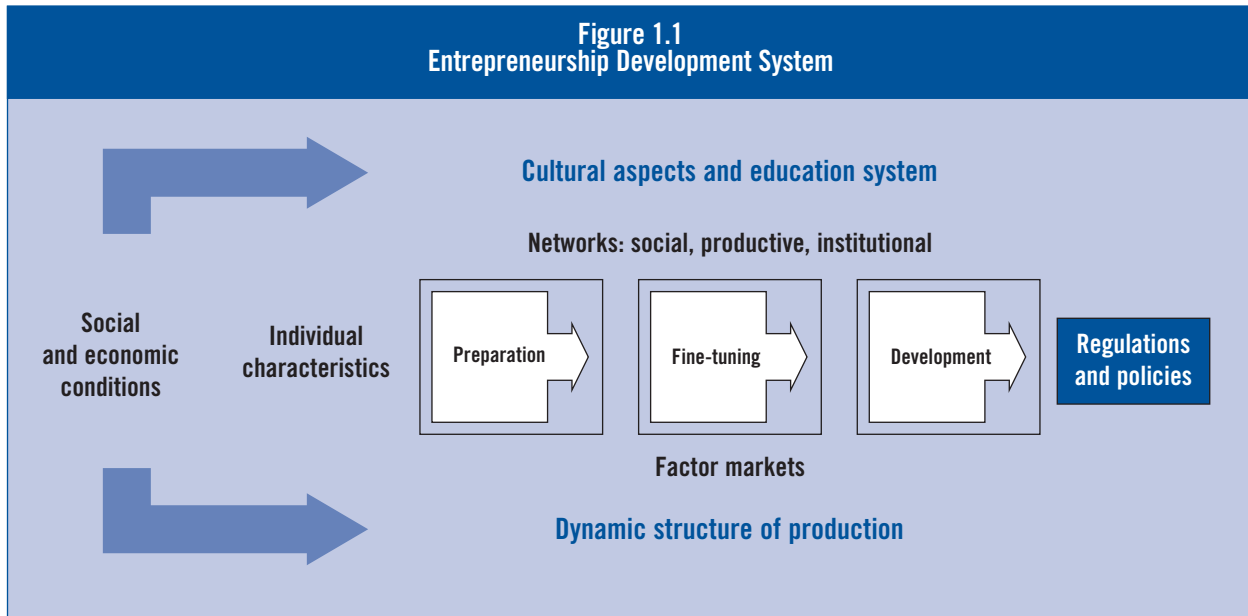 Figure 1.1
Entrepreneurship Development System
Cultural aspects and education system
Networks: social, productive, institutional
Social
and economic
conditions
Individual
characteristics
Preparation
Fine-tuning
Development
Regulations
and policies
Factor markets
Dynamic structure of production